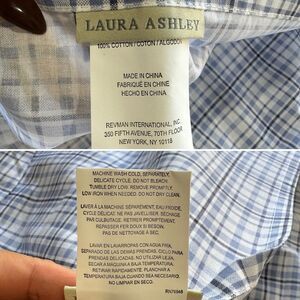 LAURA ASHLEY
100% COTTON / COTON / ALGODON
MADE IN CHINA
FABRIQUÉ EN CHINE
HECHO EN CHINA
REVMAN INTERNATIONAL, INC.
350 FIFTH AVENUE, 70TH FLOOR
NEW YORK, NY 10118
MACHINE WASH COLD, SEPARATELY,
DELICATE CYCLE. DO NOT BLEACH.
TUMBLE DRY LOW. REMOVE PROMPTLY.
LOW IRON WHEN NEEDED. DO NOT DRY CLEAN.
LAVER À LA MACHINE SÉPARÉMENT, EAU FROIDE,
CYCLE DÉLICAT. NE PAS JAVELLISER. SÉCHAGE
PAR CULBUTAGE. RETIRER PROMPTEMENT.
REPASSER FER DOUX SI BESOIN.
PAS DE NETTOYAGE À SEC.
LAVAR EN LAVARROPAS CON AGUA FRIA,
SEPARADO DE LAS DEMAS PRENDAS, CICLO PARA
PRENDAS DELICADAS. NO UTILIZAR LEJIA.
SECAR A MAQUINA A BAJA TEMPERATURA.
RETIRAR RAPIDAMENTE. PLANCHAR A
TEMPERATURA BAJA CUANDO SEA NECESARIO.
NO LIMPIAR EN SECO.